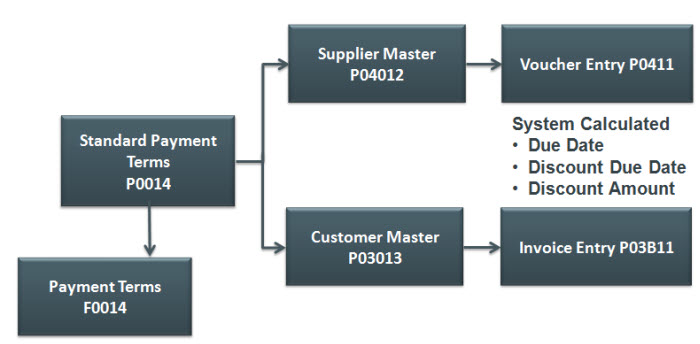 Supplier Master
P04012
Voucher Entry P0411
Standard Payment
Terms
P0014
System Calculated
• Due Date
• Discount Due Date
• Discount Amount
Customer Master
P03013
Invoice Entry P03B11
Payment Terms
F0014